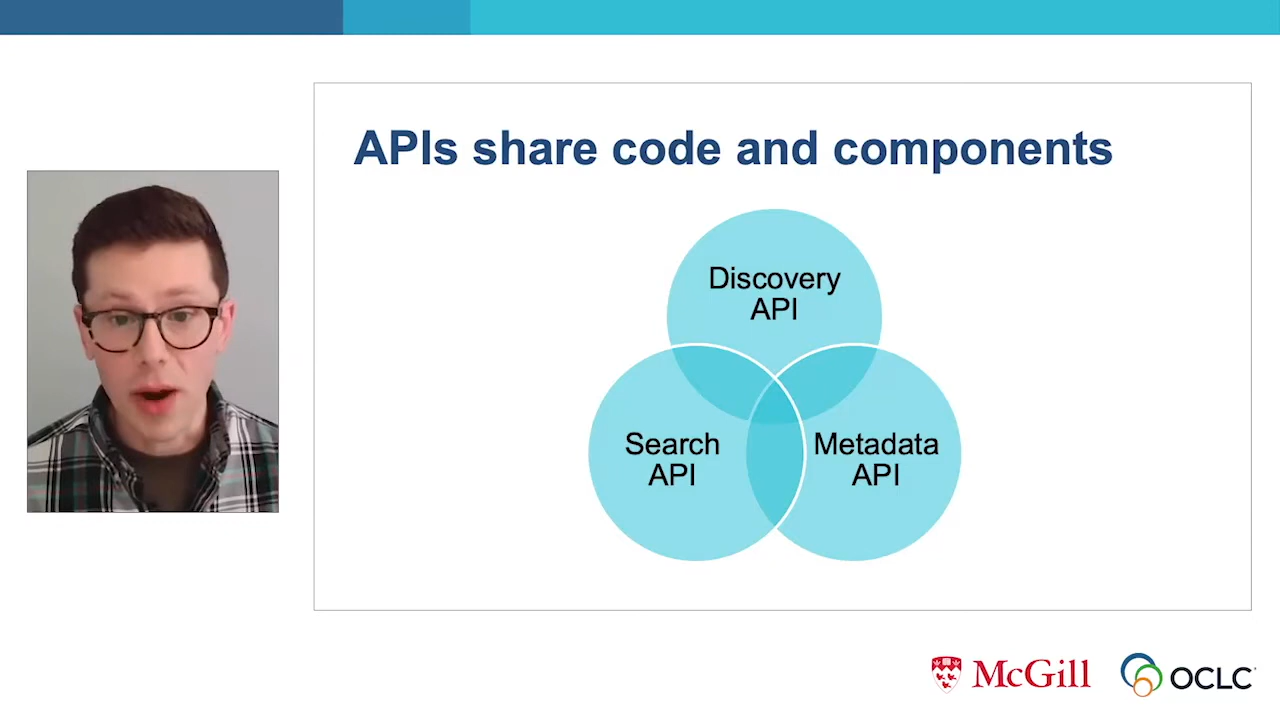 APIs share code and components
Discovery
API
Search
API
Metadata
API
McGill
OCLC